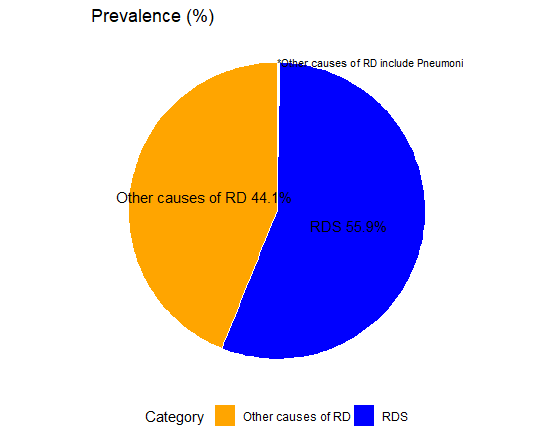 Prevalence (%)
*Other causes of RD include Pneumoni
Other causes of RD 44.1%
RDS 55.9%
Category Other causes of RD RDS